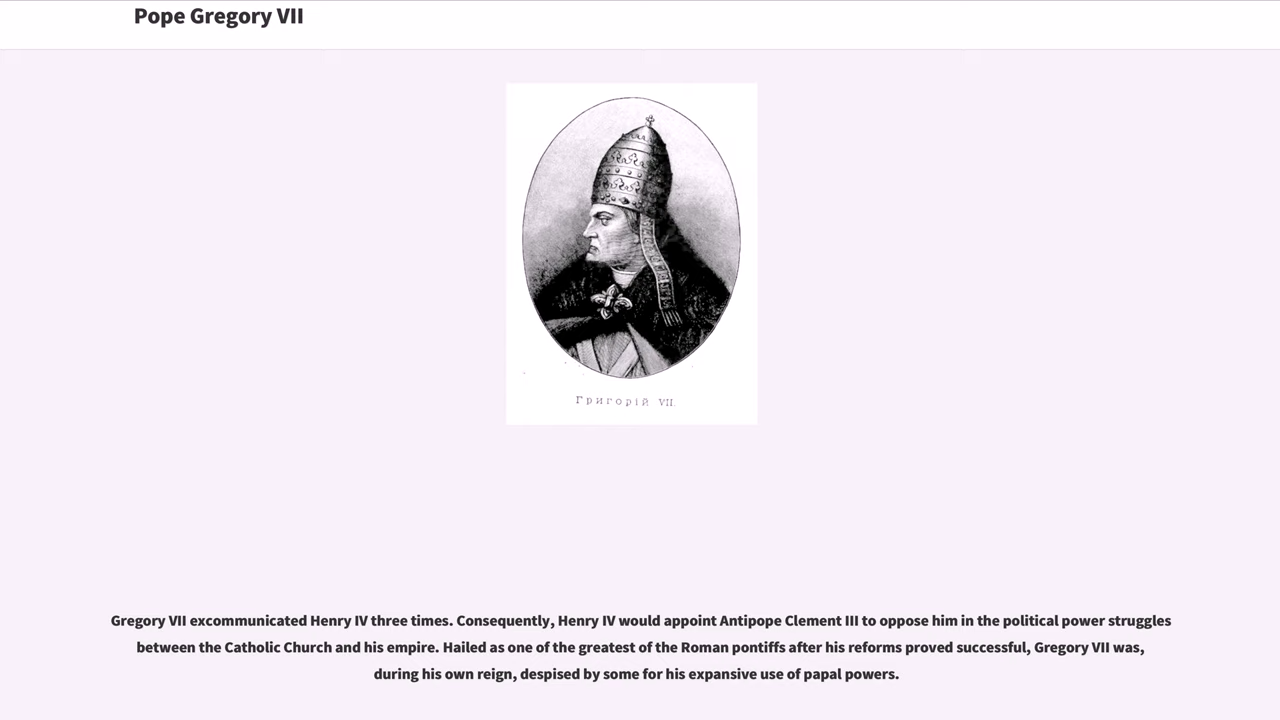 Pope Gregory VII
Григорій VII.
Gregory VII excommunicated Henry IV three times. Consequently, Henry IV would appoint Antipope Clement III to oppose him in the political power struggles
between the Catholic Church and his empire. Hailed as one of the greatest of the Roman pontiffs after his reforms proved successful, Gregory VII was,
during his own reign, despised by some for his expansive use of papal powers.